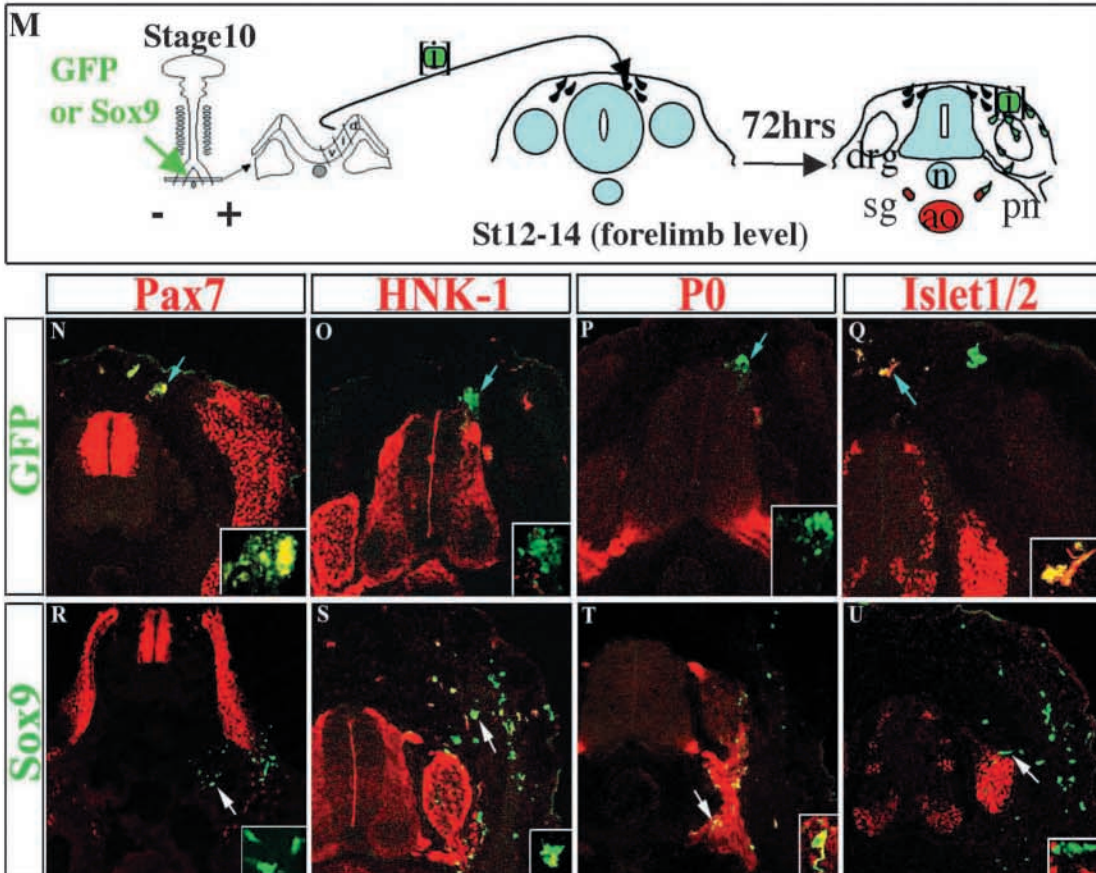 M
Stage10
GFP
or Sox9
- +
[i]
St12-14 (forelimb level)
72hrs
[i]
drg
n
sg
ao
pn
Pax7 HNK-1 P0 Islet1/2
GFP
N O P Q
Sox9
R S T U